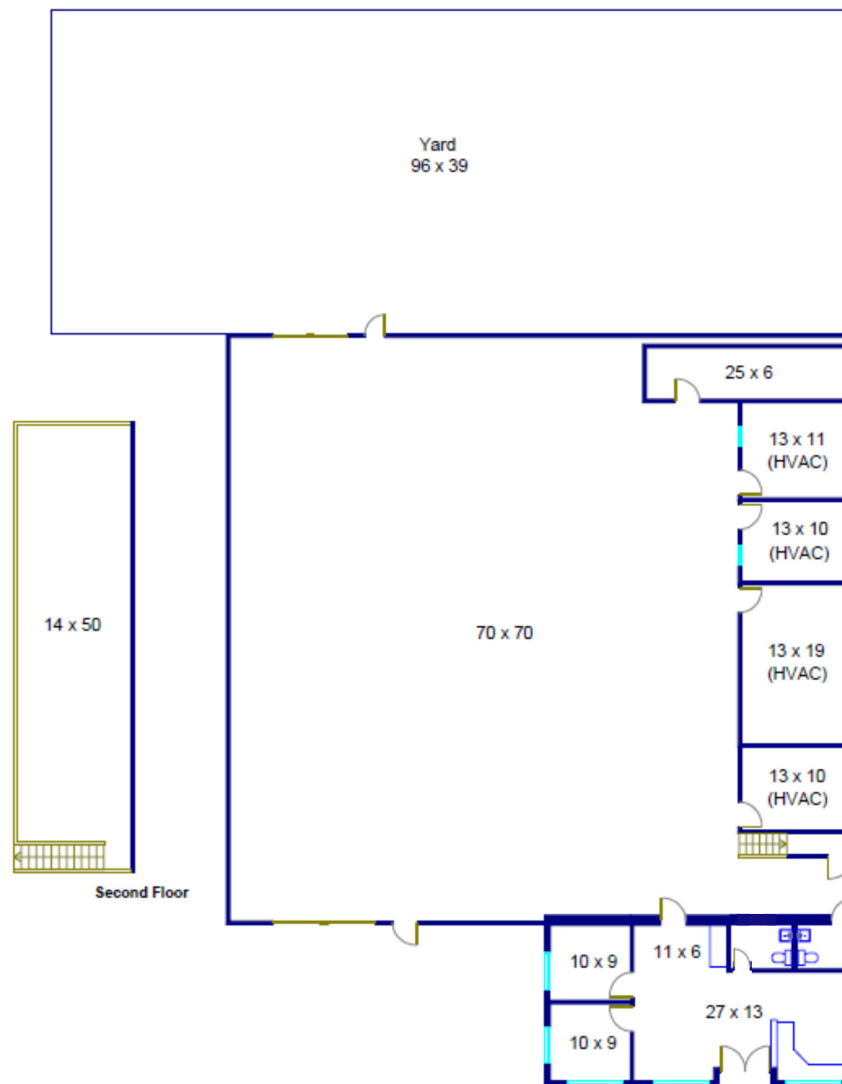 Yard
96 x 39
25 x 6
13 x 11
(HVAC)
13 x 10
(HVAC)
14 x 50
70 x 70
13 x 19
(HVAC)
13 x 10
(HVAC)
Second Floor
10 x 9
11 x 6
27 x 13
10 x 9